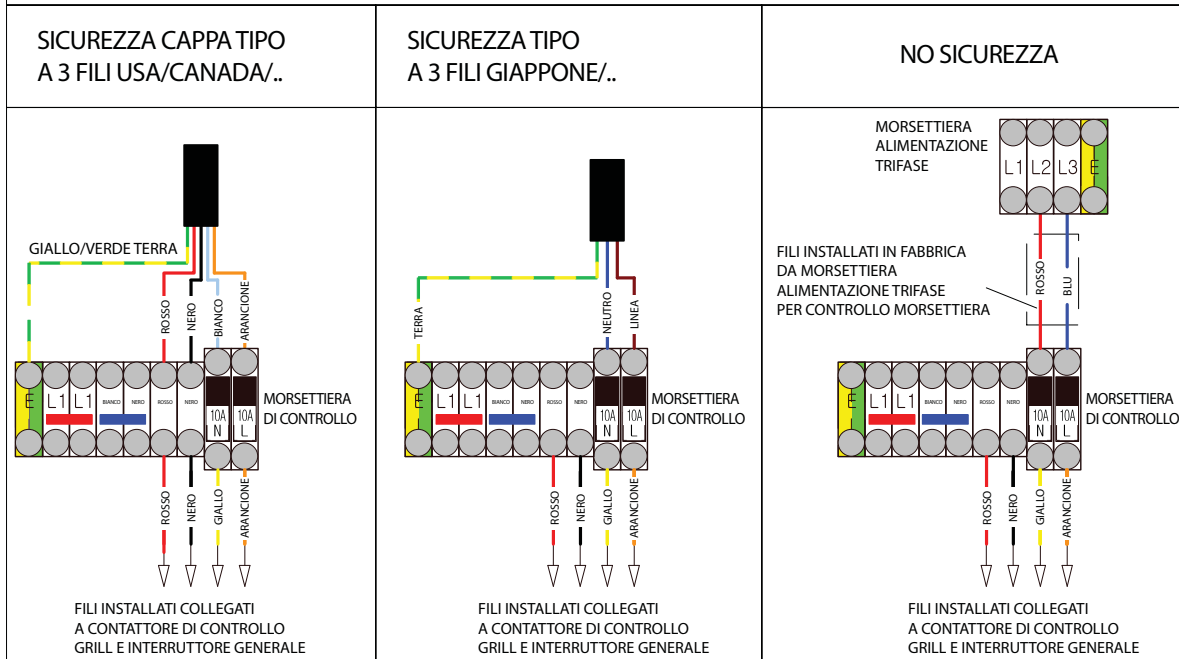 SICUREZZA CAPPA TIPO
A 3 FILI USA/CANADA/..
SICUREZZA TIPO
A 3 FILI GIAPPONE/..
NO SICUREZZA
GIALLO/VERDE TERRA
ROSSO
NERO
BIANCO
ARANCIONE
E
L1
L1
BIANCO
NERO
ROSSO
NERO
10A
N
10A
L
MORSETTIERA
DI CONTROLLO
ROSSO
NERO
GIALLO
ARANCIONE
FILI INSTALLATI COLLEGATI
A CONTATTORE DI CONTROLLO
GRILL E INTERRUTTORE GENERALE
TERRA
NEUTRO
LINEA
E
L1
L1
BIANCO
NERO
ROSSO
NERO
10A
N
10A
L
MORSETTIERA
DI CONTROLLO
ROSSO
NERO
GIALLO
ARANCIONE
FILI INSTALLATI COLLEGATI
A CONTATTORE DI CONTROLLO
GRILL E INTERRUTTORE GENERALE
MORSETTIERA
ALIMENTAZIONE
TRIFASE
L1
L2
L3
E
FILI INSTALLATI IN FABBRICA
DA MORSETTIERA
ALIMENTAZIONE TRIFASE
PER CONTROLLO MORSETTIERA
ROSSO
BLU
E
L1
L1
BIANCO
NERO
ROSSO
NERO
10A
N
10A
L
MORSETTIERA
DI CONTROLLO
ROSSO
NERO
GIALLO
ARANCIONE
FILI INSTALLATI COLLEGATI
A CONTATTORE DI CONTROLLO
GRILL E INTERRUTTORE GENERALE